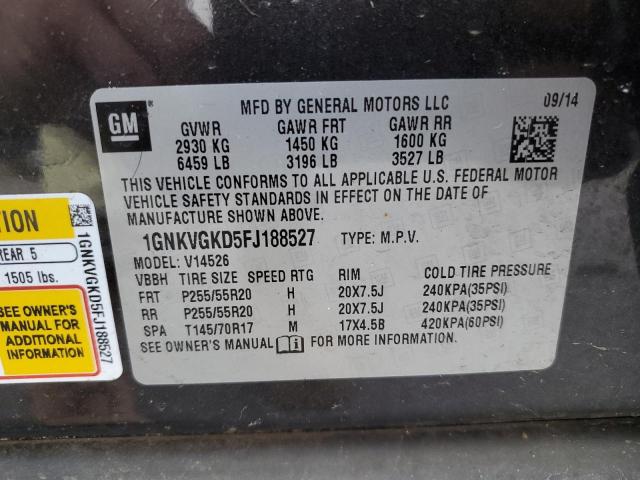 GM
MFD BY GENERAL MOTORS LLC 09/14
GVWR GAWR FRT GAWR RR
2930 KG 1450 KG 1600 KG
6459 LB 3196 LB 3527 LB
THIS VEHICLE CONFORMS TO ALL APPLICABLE U.S. FEDERAL MOTOR
VEHICLE SAFETY STANDARDS IN EFFECT ON THE DATE OF
MANUFACTURE SHOWN ABOVE.
1GNKVGKD5FJ188527 TYPE: M.P.V.
MODEL: V14526
VBBH TIRE SIZE SPEED RTG RIM COLD TIRE PRESSURE
FRT P255/55R20 H 20X7.5J 240KPA(35PSI)
RR P255/55R20 H 20X7.5J 240KPA(35PSI)
SPA T145/70R17 M 17X4.5B 420KPA(60PSI)
SEE OWNER'S MANUAL FOR MORE INFORMATION.
TION
REAR 5
1505 lbs.
SEE OWNER'S
MANUAL FOR
ADDITIONAL
INFORMATION
1GNKVGKD5FJ188527